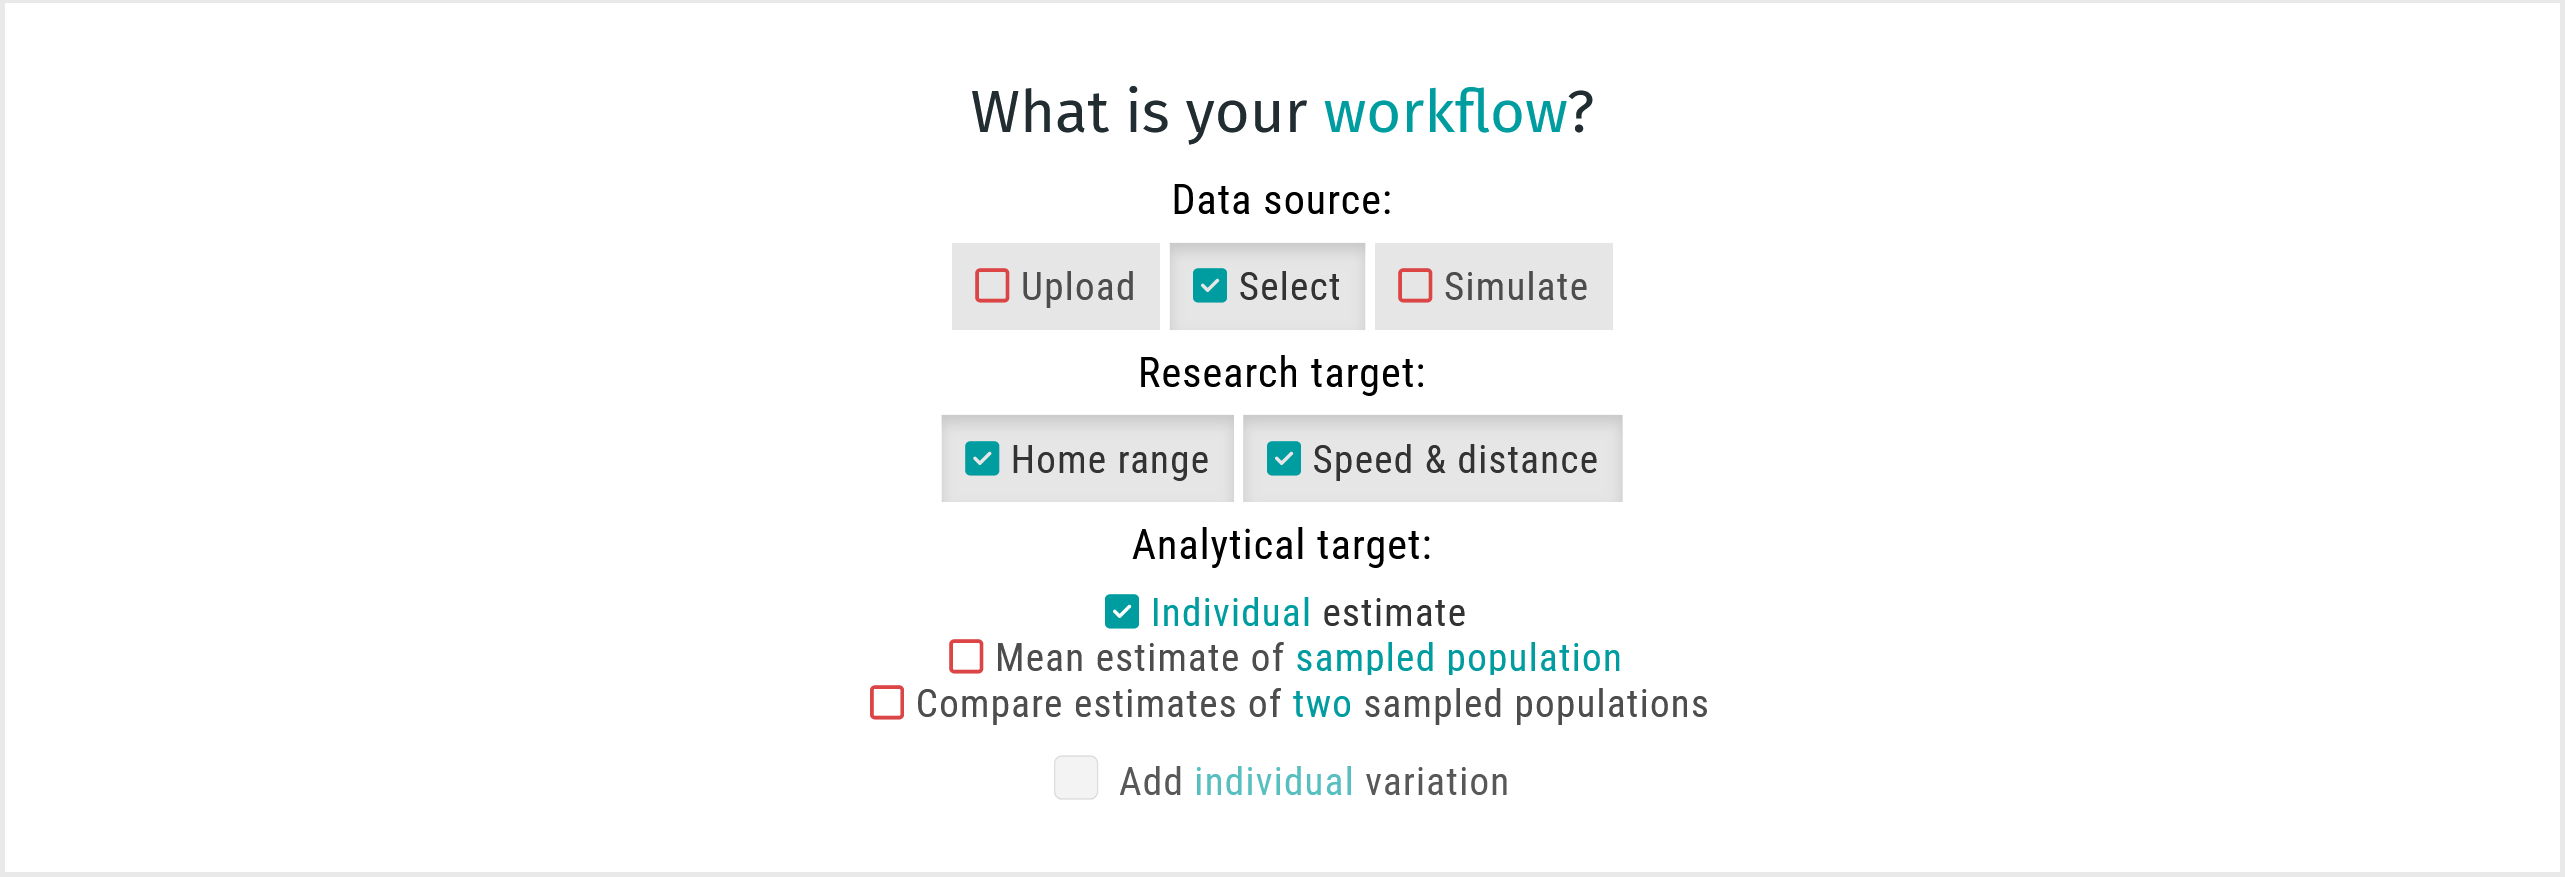 What is your workflow?
Data source:
Upload Select Simulate
Research target:
Home range Speed & distance
Analytical target:
Individual estimate
Mean estimate of sampled population
Compare estimates of two sampled populations
Add individual variation